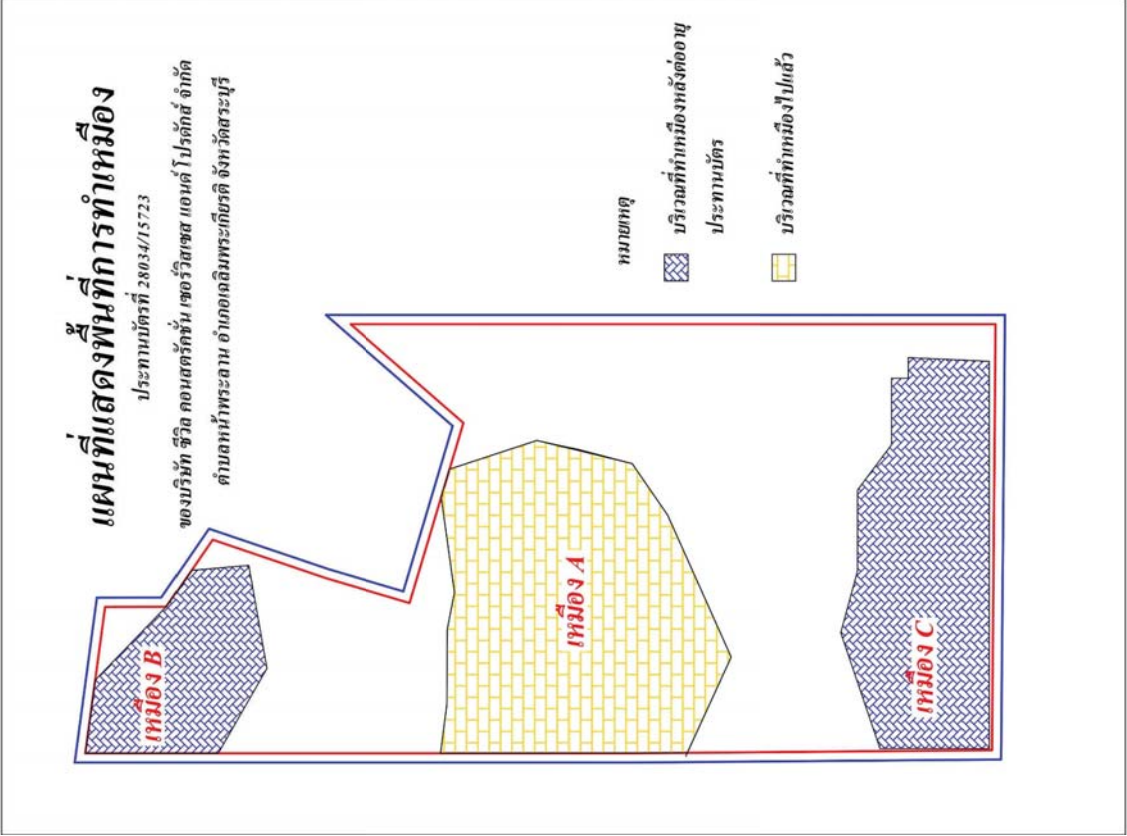 แผนที่แสดงพื้นที่การทำเหมือง
ประทานบัตรที่ 28034/15723
ของบริษัท ซีวิล คอนสตรัคชั่น เซอร์วิสเซส แอนด์ โปรดักส์ จำกัด
ตำบลหน้าพระลาน อำเภอเฉลิมพระเกียรติ จังหวัดสระบุรี
เหมือง B
เหมือง A
เหมือง C
หมายเหตุ
บริเวณที่ทำเหมืองหลังต่ออายุ
ประทานบัตร
บริเวณที่ทำเหมืองไปแล้ว